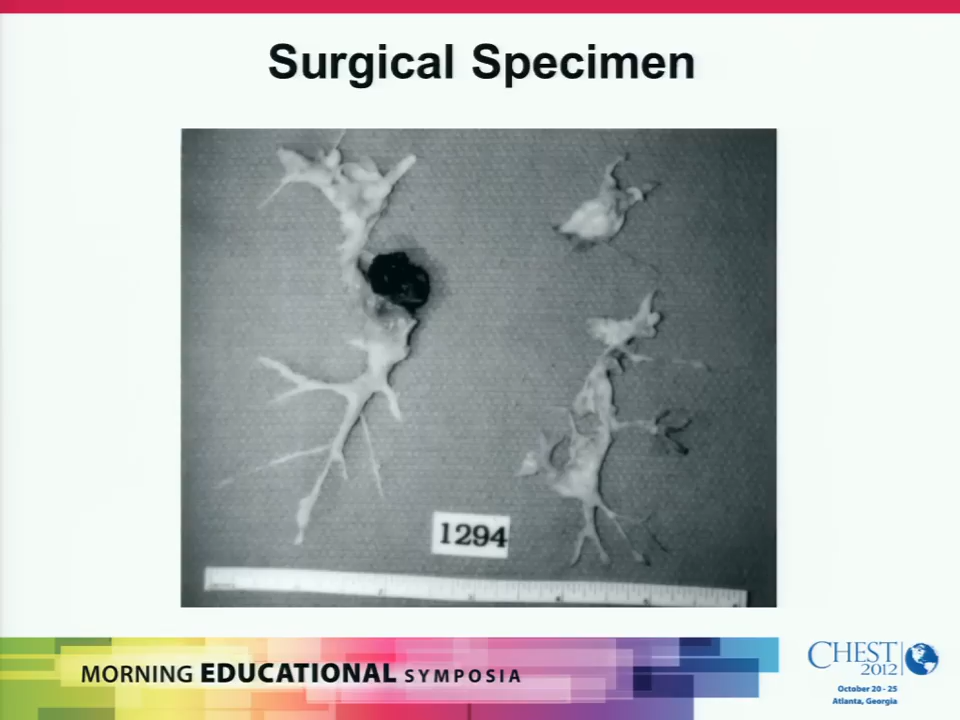 Surgical Specimen
1294
MORNING EDUCATIONAL SYMPOSIA
CHEST
2012
October 20 - 25
Atlanta, Georgia